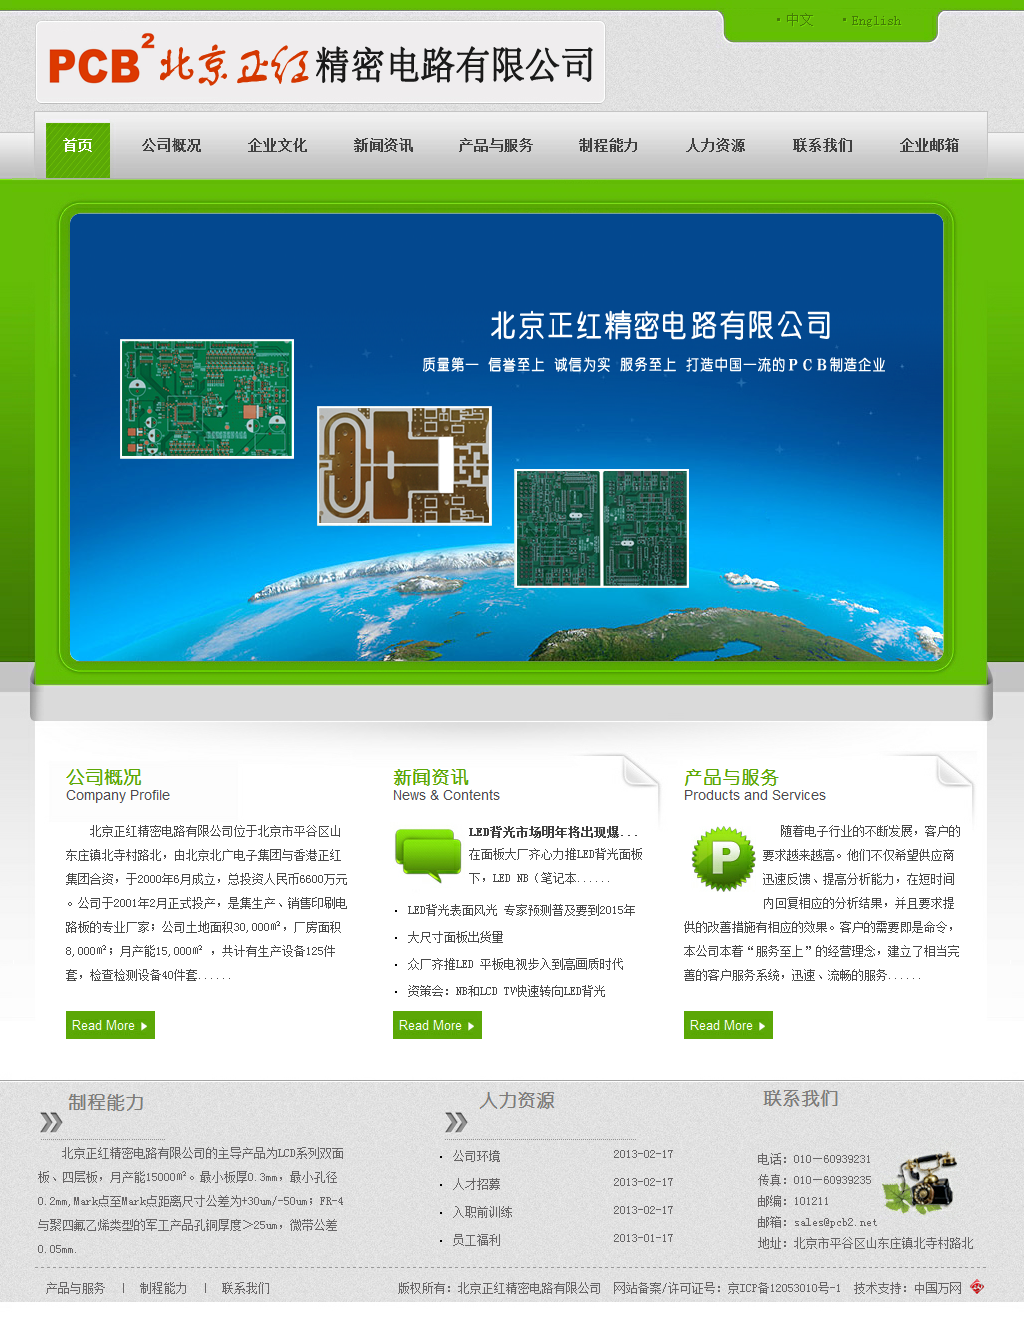 中文 English
PCB2 北京正红精密电路有限公司
首页 公司概况 企业文化 新闻资讯 产品与服务 制程能力 人力资源 联系我们 企业邮箱
北京正红精密电路有限公司
质量第一 信誉至上 诚信为实 服务至上 打造中国一流的PCB制造企业
公司概况
Company Profile
北京正红精密电路有限公司位于北京市平谷区山
东庄镇北寺村路北，由北京北广电子集团与香港正红
集团合资，于2000年6月成立，总投资人民币6600万元
。公司于2001年2月正式投产，是集生产、销售印刷电
路板的专业厂家；公司土地面积30,000㎡，厂房面积
8,000㎡；月产能15,000㎡ ，共计有生产设备125件
套，检查检测设备40件套......
Read More
新闻资讯
News & Contents
LED背光市场明年将出现爆...
在面板大厂齐心力推LED背光面板
下，LED NB（笔记本......
LED背光表面风光 专家预测普及要到2015年
大尺寸面板出货量
众厂齐推LED 平板电视步入到高画质时代
资策会：NB和LCD TV快速转向LED背光
Read More
产品与服务
Products and Services
P
随着电子行业的不断发展，客户的
要求越来越高。他们不仅希望供应商
迅速反馈、提高分析能力，在短时间
内回复相应的分析结果，并且要求提
供的改善措施有相应的效果。客户的需要即是命令，
本公司本着“服务至上”的经营理念，建立了相当完
善的客户服务系统，迅速、流畅的服务......
Read More
制程能力
北京正红精密电路有限公司的主导产品为LCD系列双面
板、四层板，月产能15000㎡。最小板厚0.3mm，最小孔径
0.2mm,Mark点至Mark点距离尺寸公差为+30um/-50um；FR-4
与聚四氟乙烯类型的军工产品孔铜厚度＞25um，微带公差
0.05mm.
人力资源
公司环境 2013-02-17
人才招募 2013-02-17
入职前训练 2013-02-17
员工福利 2013-01-17
联系我们
电话：010—60939231
传真：010—60939235
邮编：101211
邮箱：sales@pcb2.net
地址：北京市平谷区山东庄镇北寺村路北
产品与服务 | 制程能力 | 联系我们
版权所有：北京正红精密电路有限公司 网站备案/许可证号：京ICP备12053010号-1 技术支持：中国万网